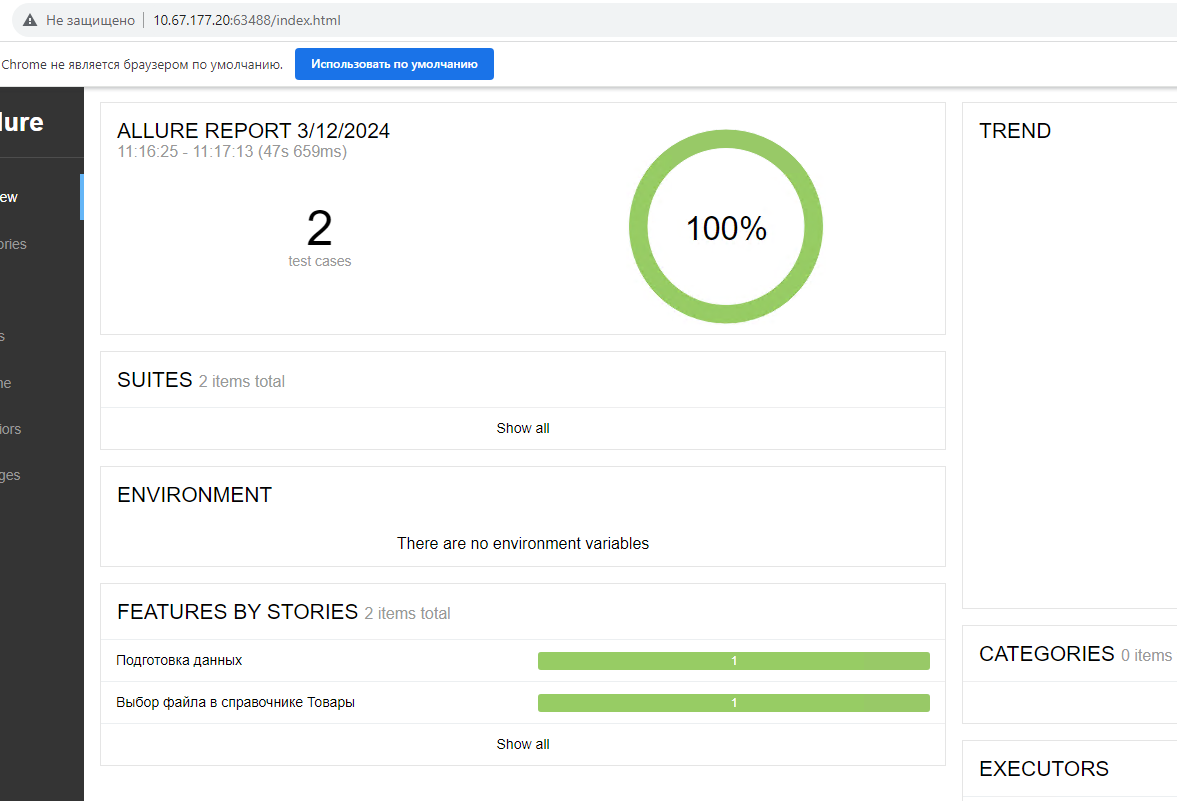 Не защищено 10.67.177.20:63488/index.html
Chrome не является браузером по умолчанию. Использовать по умолчанию
lure
ew
ories
s
ne
iors
ges
ALLURE REPORT 3/12/2024
11:16:25 - 11:17:13 (47s 659ms)
2
test cases
100%
SUITES 2 items total
Show all
ENVIRONMENT
There are no environment variables
FEATURES BY STORIES 2 items total
Подготовка данных 1
Выбор файла в справочнике Товары 1
Show all
TREND
CATEGORIES 0 items
EXECUTORS